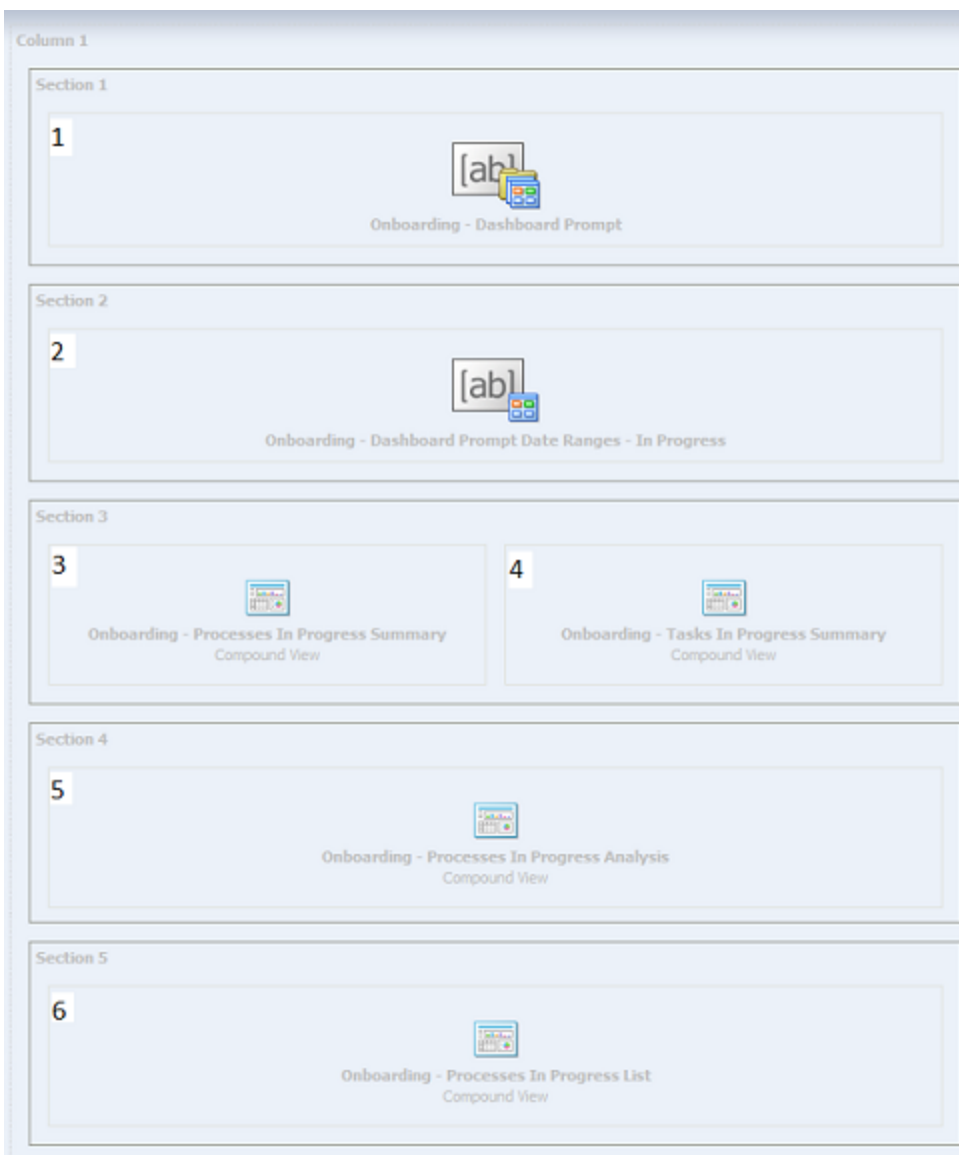 Column 1
Section 1
1
[ab]
Onboarding - Dashboard Prompt
Section 2
2
[ab]
Onboarding - Dashboard Prompt Date Ranges - In Progress
Section 3
3
Onboarding - Processes In Progress Summary
Compound View
4
Onboarding - Tasks In Progress Summary
Compound View
Section 4
5
Onboarding - Processes In Progress Analysis
Compound View
Section 5
6
Onboarding - Processes In Progress List
Compound View